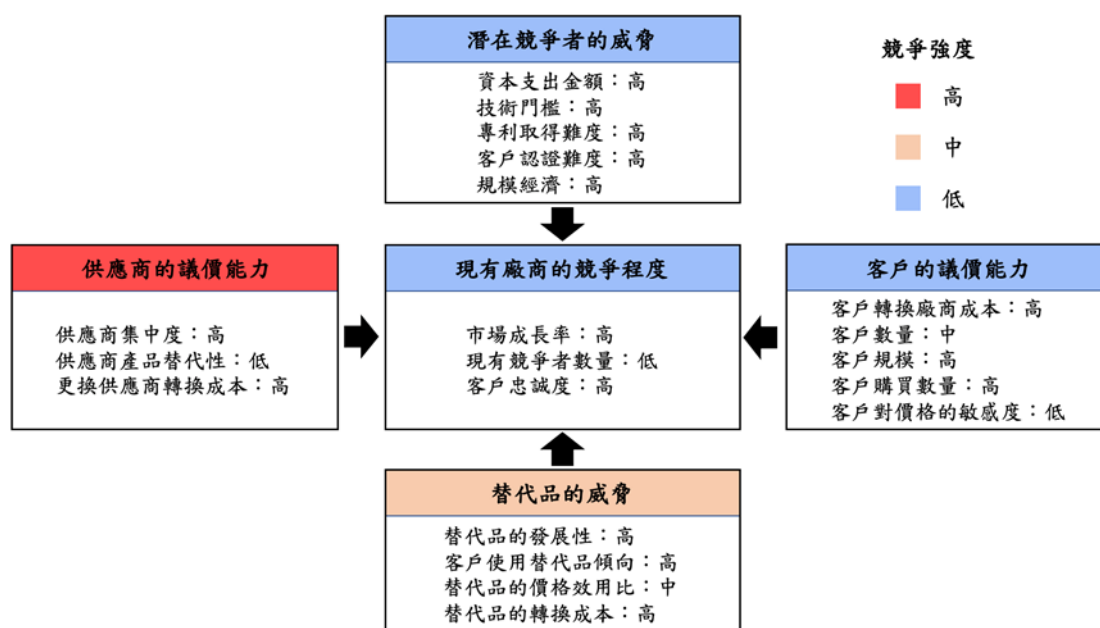 潛在競爭者的威脅
資本支出金額：高
技術門檻：高
專利取得難度：高
客戶認證難度：高
規模經濟：高
競爭強度
高
中
低
供應商的議價能力
供應商集中度：高
供應商產品替代性：低
更換供應商轉換成本：高
現有廠商的競爭程度
市場成長率：高
現有競爭者數量：低
客戶忠誠度：高
客戶的議價能力
客戶轉換廠商成本：高
客戶數量：中
客戶規模：高
客戶購買數量：高
客戶對價格的敏感度：低
替代品的威脅
替代品的發展性：高
客戶使用替代品傾向：高
替代品的價格效用比：中
替代品的轉換成本：高